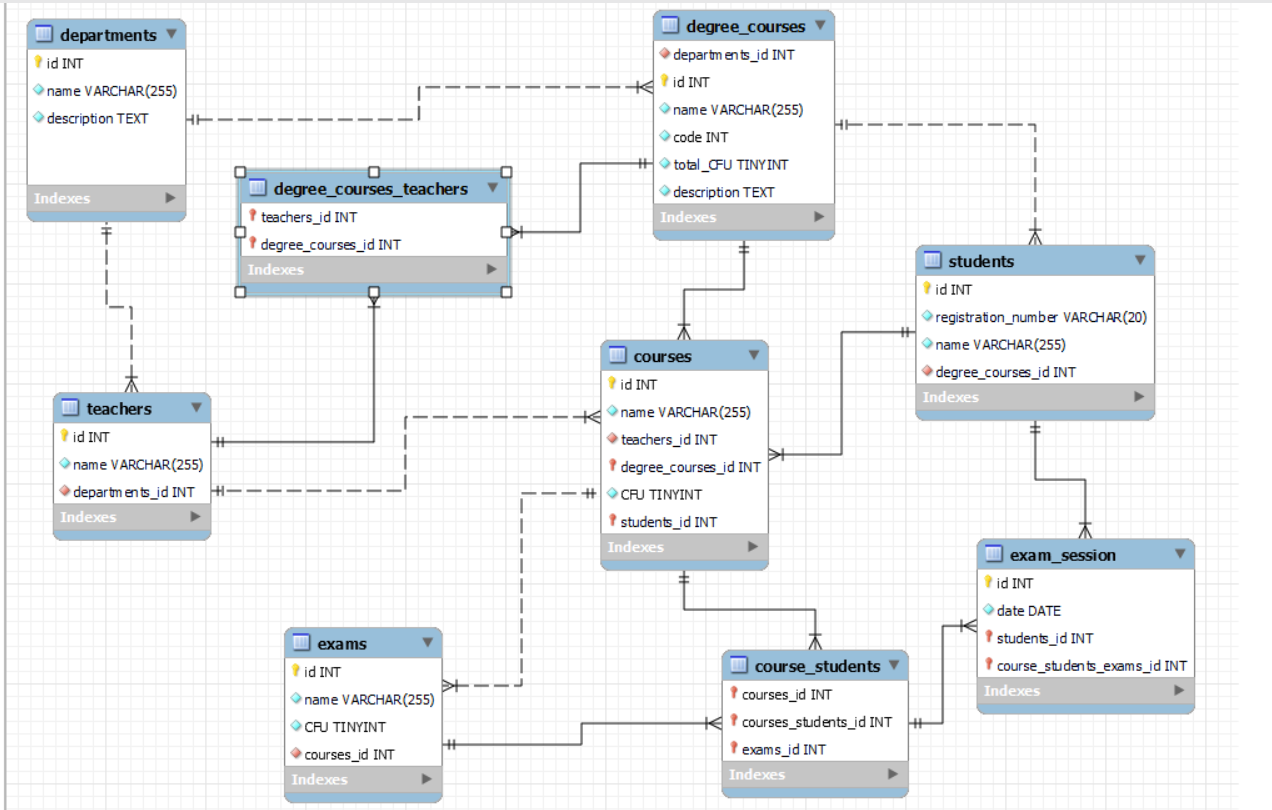 departments
id INT
name VARCHAR(255)
description TEXT
Indexes
degree_courses
departments_id INT
id INT
name VARCHAR(255)
code INT
total_CFU TINYINT
description TEXT
Indexes
degree_courses_teachers
teachers_id INT
degree_courses_id INT
Indexes
students
id INT
registration_number VARCHAR(20)
name VARCHAR(255)
degree_courses_id INT
Indexes
courses
id INT
name VARCHAR(255)
teachers_id INT
degree_courses_id INT
CFU TINYINT
students_id INT
Indexes
teachers
id INT
name VARCHAR(255)
departments_id INT
Indexes
exam_session
id INT
date DATE
students_id INT
course_students_exams_id INT
Indexes
exams
id INT
name VARCHAR(255)
CFU TINYINT
courses_id INT
Indexes
course_students
courses_id INT
courses_students_id INT
exams_id INT
Indexes